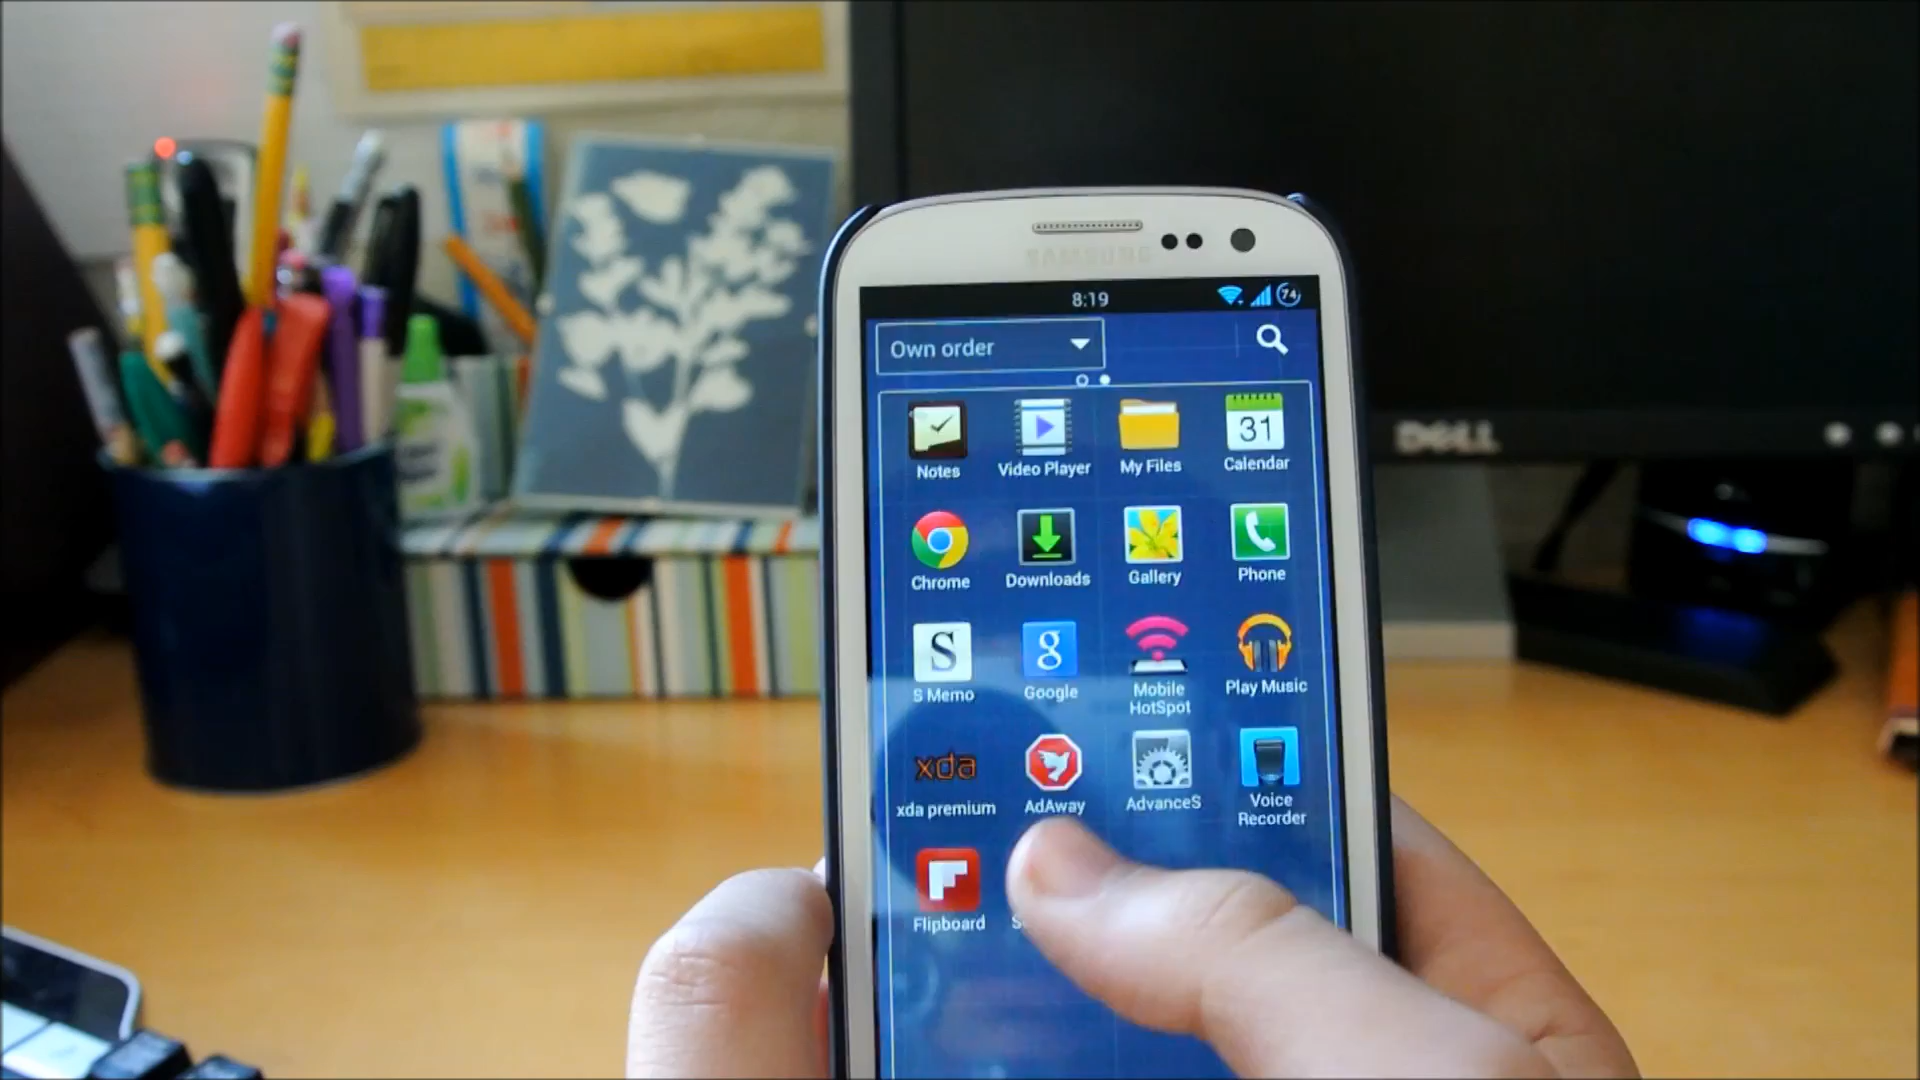 SAMSUNG
8:19
74
Own order
Notes
Video Player
My Files
31
Calendar
Chrome
Downloads
Gallery
Phone
S
S Memo
g
Google
Mobile
HotSpot
Play Music
xda
xda premium
AdAway
AdvanceS
Voice
Recorder
Flipboard
DELL